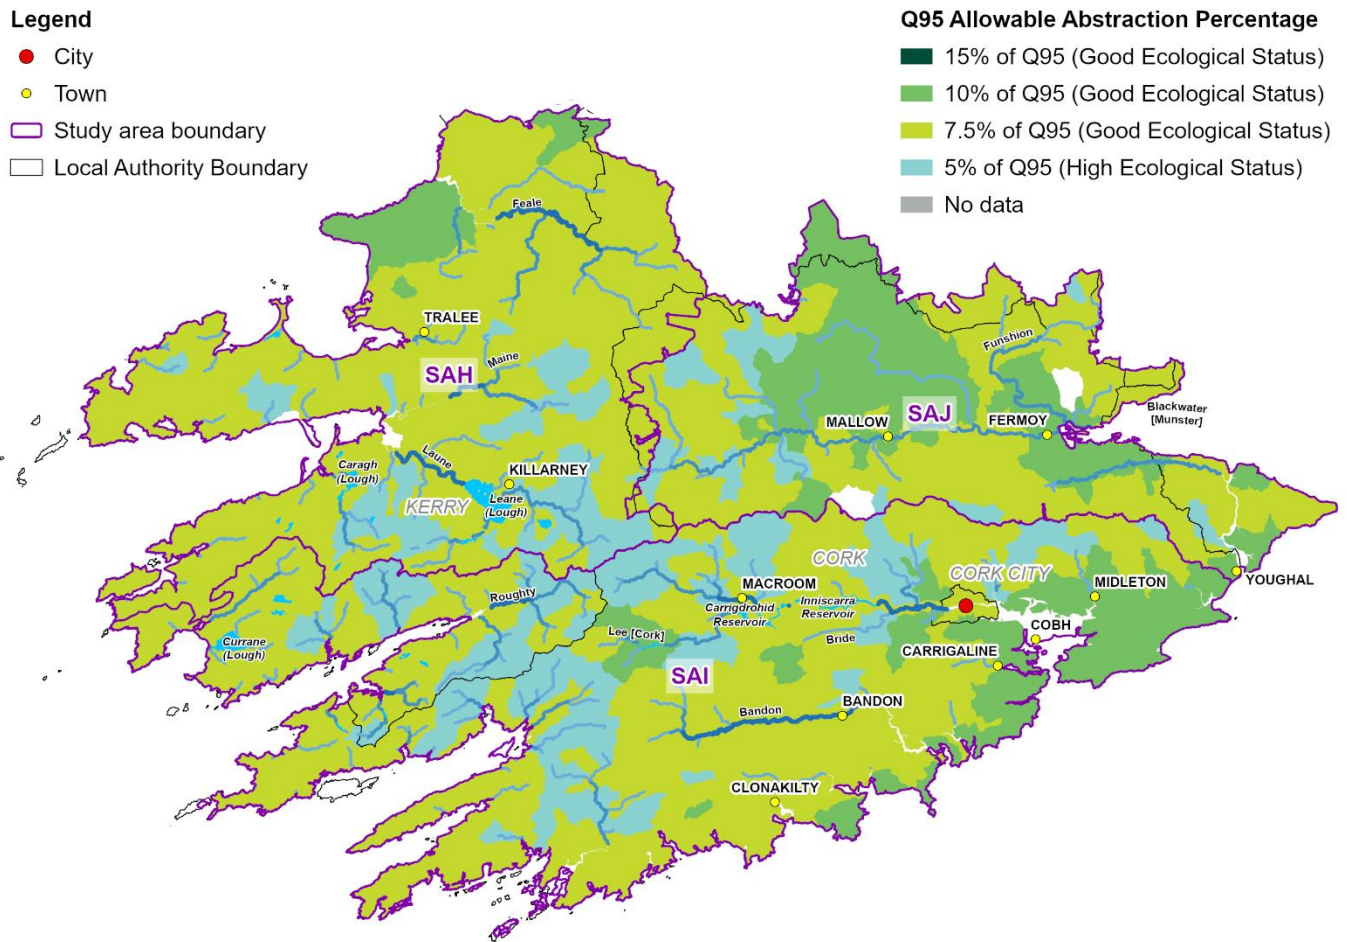 Legend
City
Town
Study area boundary
Local Authority Boundary
Q95 Allowable Abstraction Percentage
15% of Q95 (Good Ecological Status)
10% of Q95 (Good Ecological Status)
7.5% of Q95 (Good Ecological Status)
5% of Q95 (High Ecological Status)
No data
Feale
TRALEE
SAH
Maine
Funshion
Blackwater
[Munster]
MALLOW
SAJ
FERMOY
Laune
Caragh
(Lough)
KILLARNEY
KERRY
Leane
(Lough)
CORK
CORK CITY
MACROOM
MIDLETON
YOUGHAL
Roughty
Carrigdrohid
Reservoir
Inniscarra
Reservoir
COBH
Lee [Cork]
Bride
Currane
(Lough)
CARRIGALINE
SAI
Bandon
BANDON
CLONAKILTY